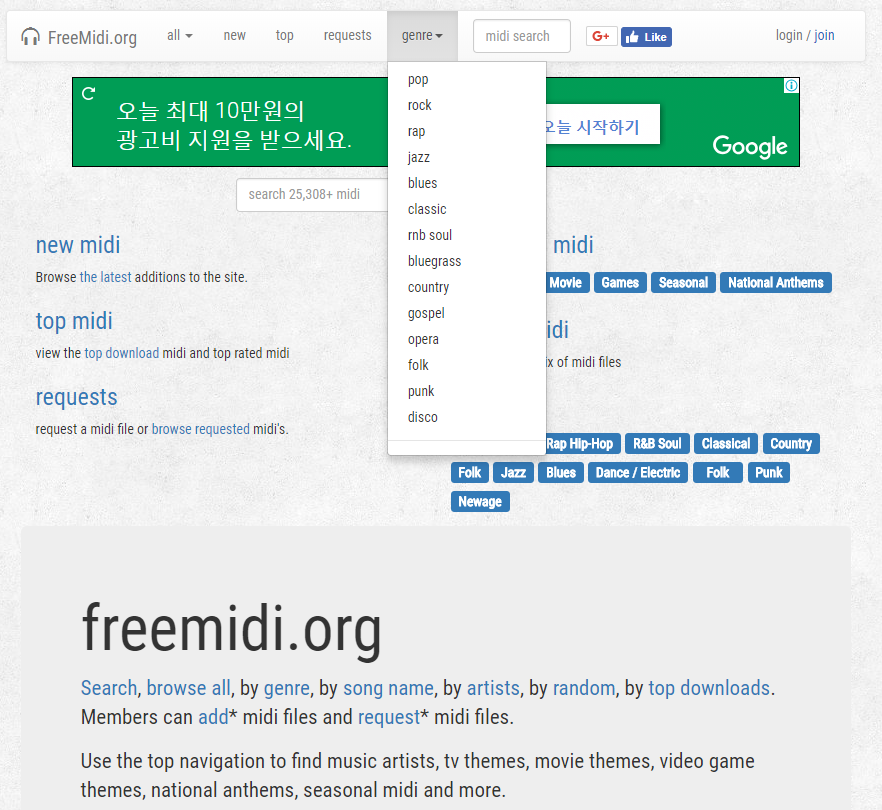 FreeMidi.org all new top requests genre midi search G+ Like login / join
pop
rock
rap
jazz
blues
classic
rnb soul
bluegrass
country
gospel
opera
folk
punk
disco
오늘 최대 10만원의
광고비 지원을 받으세요.
오늘 시작하기
Google
search 25,308+ midi
new midi
Browse the latest additions to the site.
top midi
view the top download midi and top rated midi
requests
request a midi file or browse requested midi's.
midi
Movie Games Seasonal National Anthems
of midi files
Rap Hip-Hop R&B Soul Classical Country
Folk Jazz Blues Dance / Electric Folk Punk
Newage
freemidi.org
Search, browse all, by genre, by song name, by artists, by random, by top downloads.
Members can add* midi files and request* midi files.
Use the top navigation to find music artists, tv themes, movie themes, video game
themes, national anthems, seasonal midi and more.